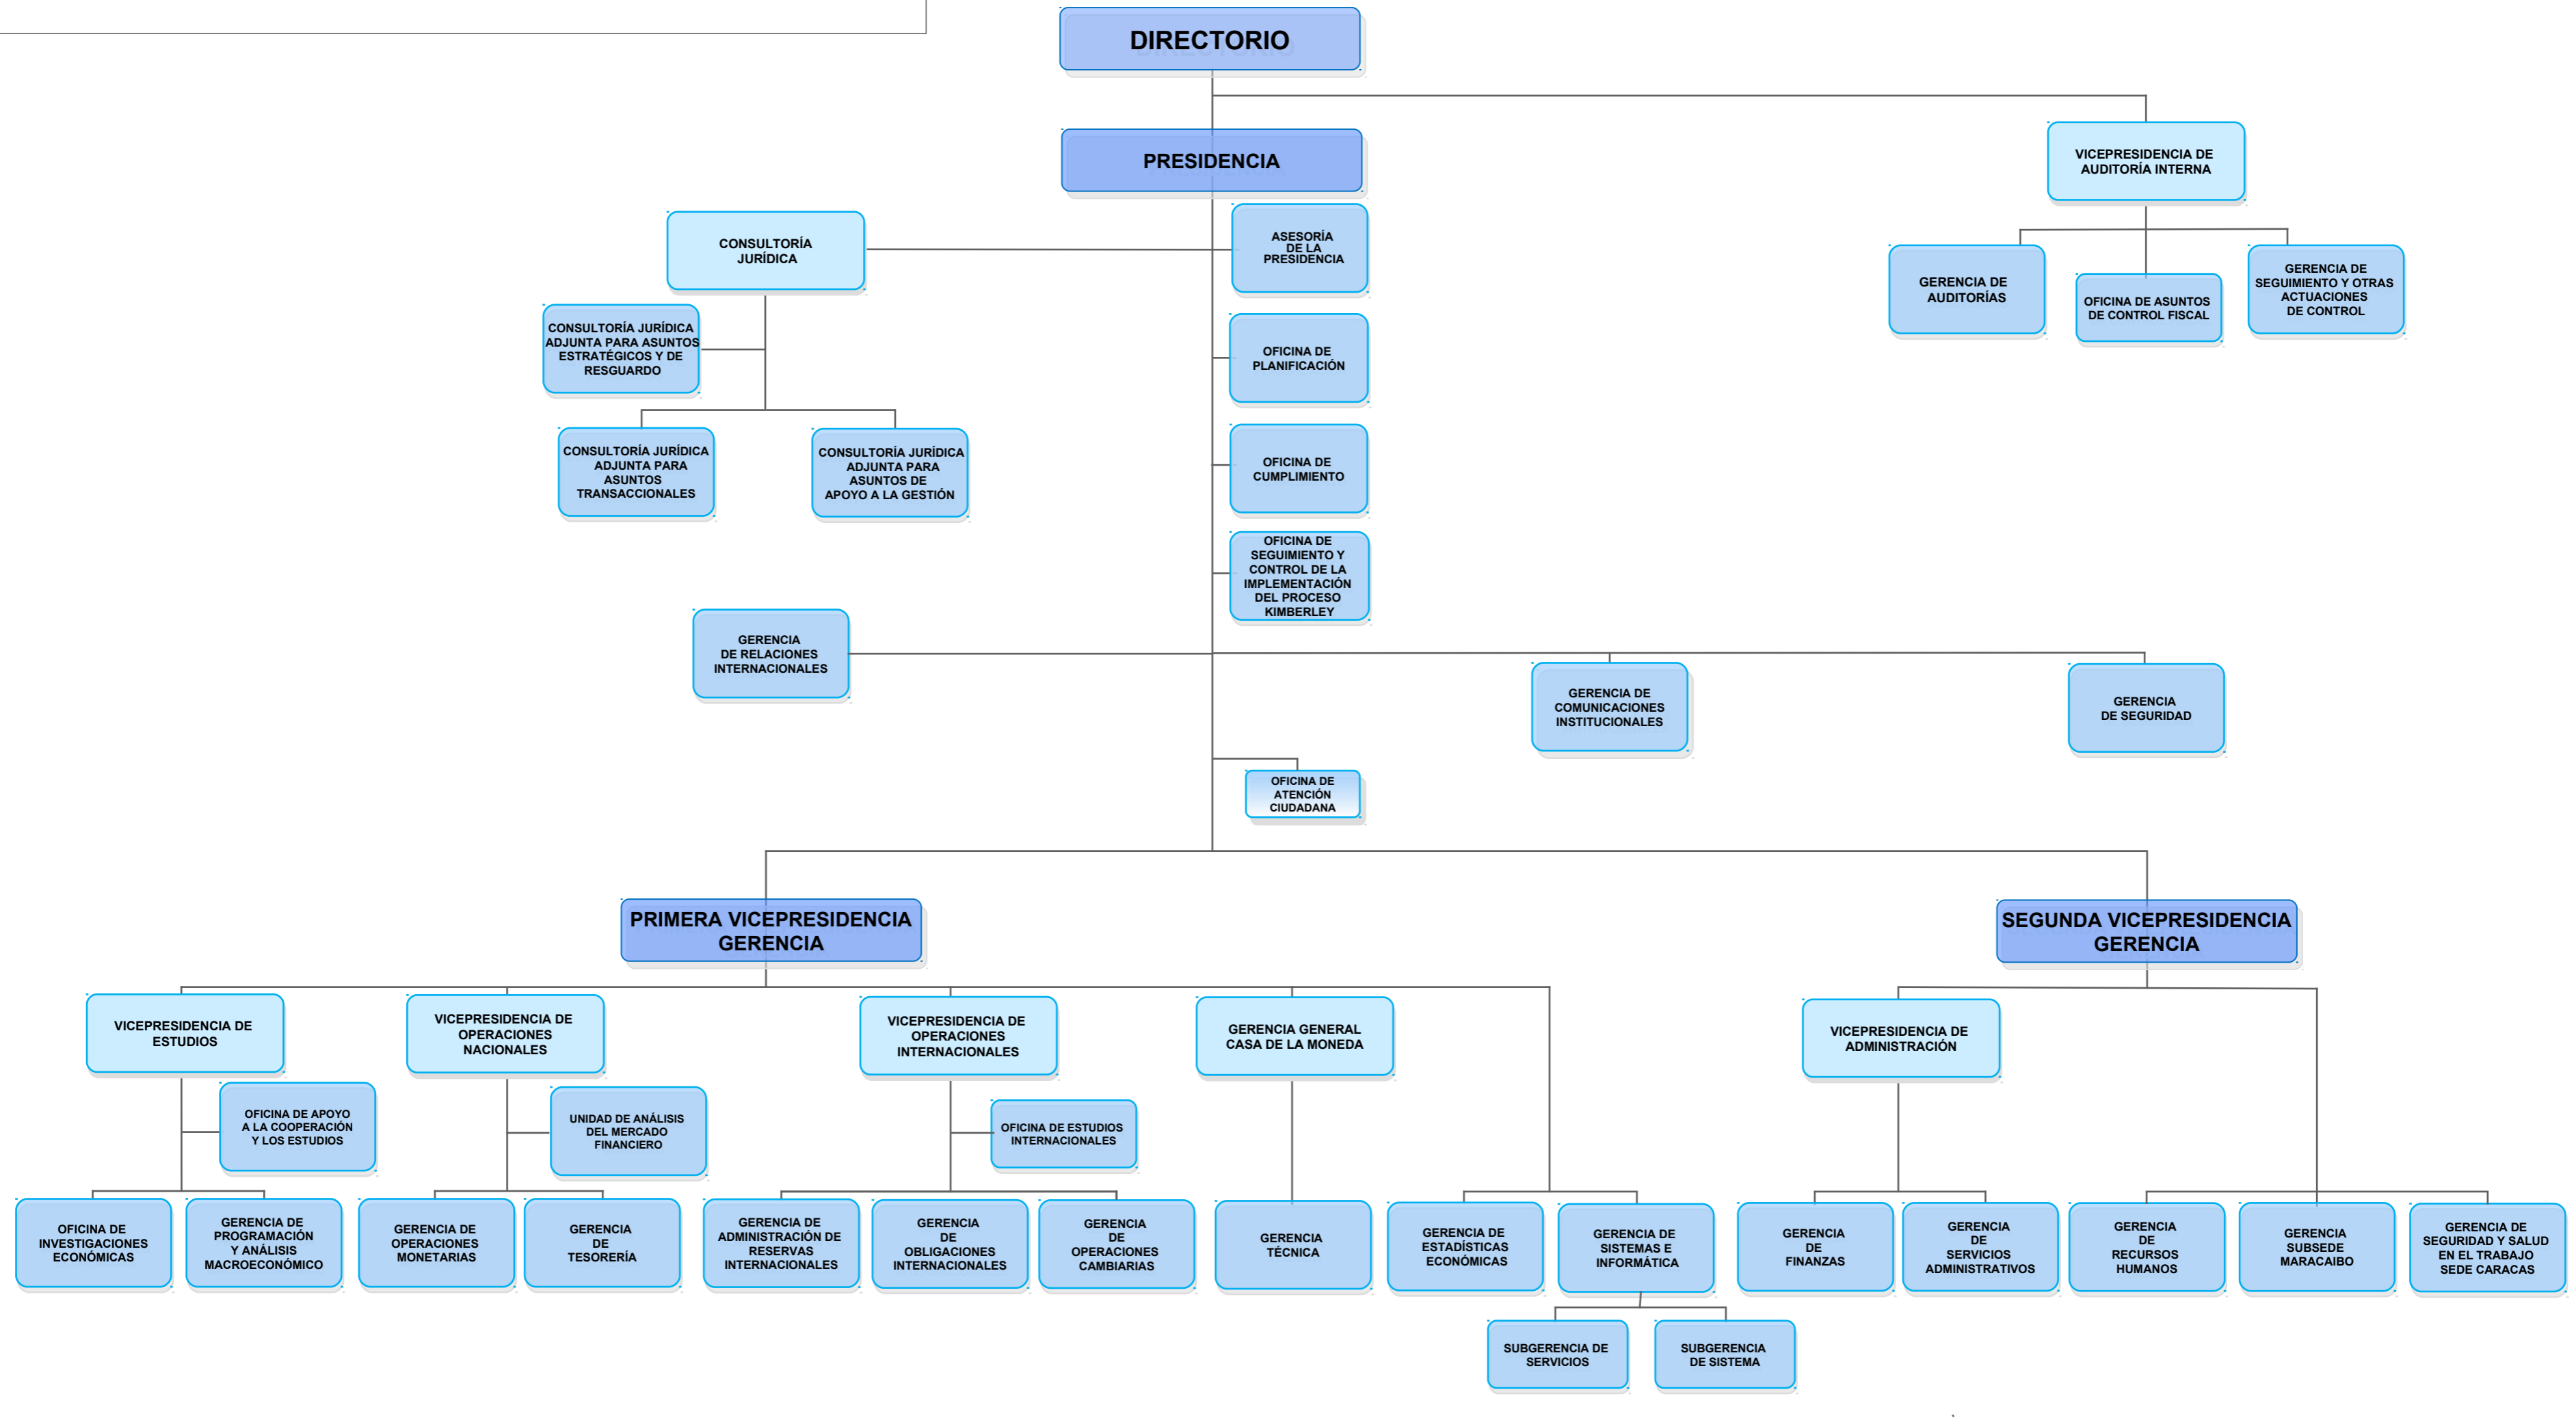 DIRECTORIO
PRESIDENCIA
VICEPRESIDENCIA DE
AUDITORÍA INTERNA
CONSULTORÍA
JURÍDICA
ASESORÍA
DE LA
PRESIDENCIA
GERENCIA DE
AUDITORÍAS
OFICINA DE ASUNTOS
DE CONTROL FISCAL
GERENCIA DE
SEGUIMIENTO Y OTRAS
ACTUACIONES
DE CONTROL
CONSULTORÍA JURÍDICA
ADJUNTA PARA ASUNTOS
ESTRATÉGICOS Y DE
RESGUARDO
OFICINA DE
PLANIFICACIÓN
CONSULTORÍA JURÍDICA
ADJUNTA PARA
ASUNTOS
TRANSACCIONALES
CONSULTORÍA JURÍDICA
ADJUNTA PARA
ASUNTOS DE
APOYO A LA GESTIÓN
OFICINA DE
CUMPLIMIENTO
OFICINA DE
SEGUIMIENTO Y
CONTROL DE LA
IMPLEMENTACIÓN
DEL PROCESO
KIMBERLEY
GERENCIA
DE RELACIONES
INTERNACIONALES
GERENCIA DE
COMUNICACIONES
INSTITUCIONALES
GERENCIA
DE SEGURIDAD
OFICINA DE
ATENCIÓN
CIUDADANA
PRIMERA VICEPRESIDENCIA
GERENCIA
SEGUNDA VICEPRESIDENCIA
GERENCIA
VICEPRESIDENCIA DE
ESTUDIOS
VICEPRESIDENCIA DE
OPERACIONES
NACIONALES
VICEPRESIDENCIA DE
OPERACIONES
INTERNACIONALES
GERENCIA GENERAL
CASA DE LA MONEDA
VICEPRESIDENCIA DE
ADMINISTRACIÓN
OFICINA DE APOYO
A LA COOPERACIÓN
Y LOS ESTUDIOS
UNIDAD DE ANÁLISIS
DEL MERCADO
FINANCIERO
OFICINA DE ESTUDIOS
INTERNACIONALES
OFICINA DE
INVESTIGACIONES
ECONÓMICAS
GERENCIA DE
PROGRAMACIÓN
Y ANÁLISIS
MACROECONÓMICO
GERENCIA DE
OPERACIONES
MONETARIAS
GERENCIA
DE
TESORERÍA
GERENCIA DE
ADMINISTRACIÓN DE
RESERVAS
INTERNACIONALES
GERENCIA
DE
OBLIGACIONES
INTERNACIONALES
GERENCIA
DE
OPERACIONES
CAMBIARIAS
GERENCIA
TÉCNICA
GERENCIA DE
ESTADÍSTICAS
ECONÓMICAS
GERENCIA DE
SISTEMAS E
INFORMÁTICA
GERENCIA
DE
FINANZAS
GERENCIA
DE
SERVICIOS
ADMINISTRATIVOS
GERENCIA
DE
RECURSOS
HUMANOS
GERENCIA
SUBSEDE
MARACAIBO
GERENCIA DE
SEGURIDAD Y SALUD
EN EL TRABAJO
SEDE CARACAS
SUBGERENCIA DE
SERVICIOS
SUBGERENCIA
DE SISTEMA